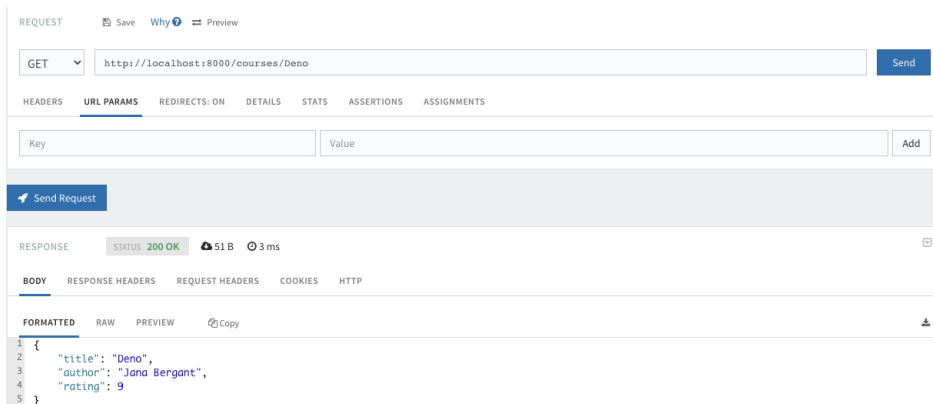 REQUEST Save Why Preview
GET http://localhost:8000/courses/Deno Send
HEADERS URL PARAMS REDIRECTS: ON DETAILS STATS ASSERTIONS ASSIGNMENTS
Key Value Add
Send Request
RESPONSE STATUS 200 OK 51 B 3 ms
BODY RESPONSE HEADERS REQUEST HEADERS COOKIES HTTP
FORMATTED RAW PREVIEW Copy
1 {
2 "title": "Deno",
3 "author": "Jana Bergant",
4 "rating": 9
5 }